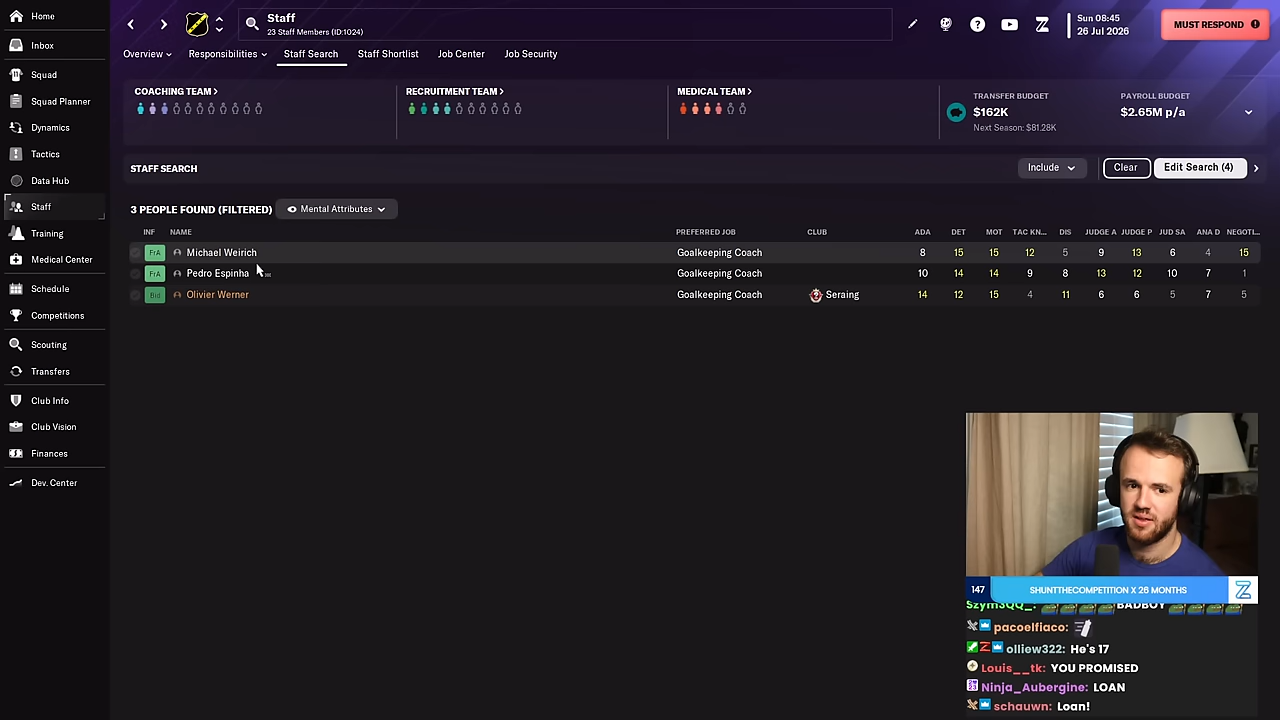 Home
Inbox
Squad
Squad Planner
Dynamics
Tactics
Data Hub
Staff
Training
Medical Center
Schedule
Competitions
Scouting
Transfers
Club Info
Club Vision
Finances
Dev. Center
Staff
23 Staff Members (ID:1024)
Sun 08:45
26 Jul 2026
MUST RESPOND
Overview Responsibilities Staff Search Staff Shortlist Job Center Job Security
COACHING TEAM >
RECRUITMENT TEAM >
MEDICAL TEAM >
TRANSFER BUDGET
$162K
Next Season: $81.28K
PAYROLL BUDGET
$2.65M p/a
STAFF SEARCH
Include
Clear
Edit Search (4)
3 PEOPLE FOUND (FILTERED) Mental Attributes
INF NAME PREFERRED JOB CLUB ADA DET MOT TAC KN... DIS JUDGE A JUDGE P JUD SA ANA D NEGOTI...
FrA Michael Weirich Goalkeeping Coach 8 15 15 12 5 9 13 6 4 15
FrA Pedro Espinha Goalkeeping Coach 10 14 14 9 8 13 12 10 7 1
Bid Olivier Werner Goalkeeping Coach Seraing 14 12 15 4 11 6 6 5 7 5
147 SHUNTTHECOMPETITION X 26 MONTHS Z
Szym3QQ_: BADBOY
pacoelfiaco:
olliew322: He's 17
Louis__tk: YOU PROMISED
Ninja_Aubergine: LOAN
schauwn: Loan!